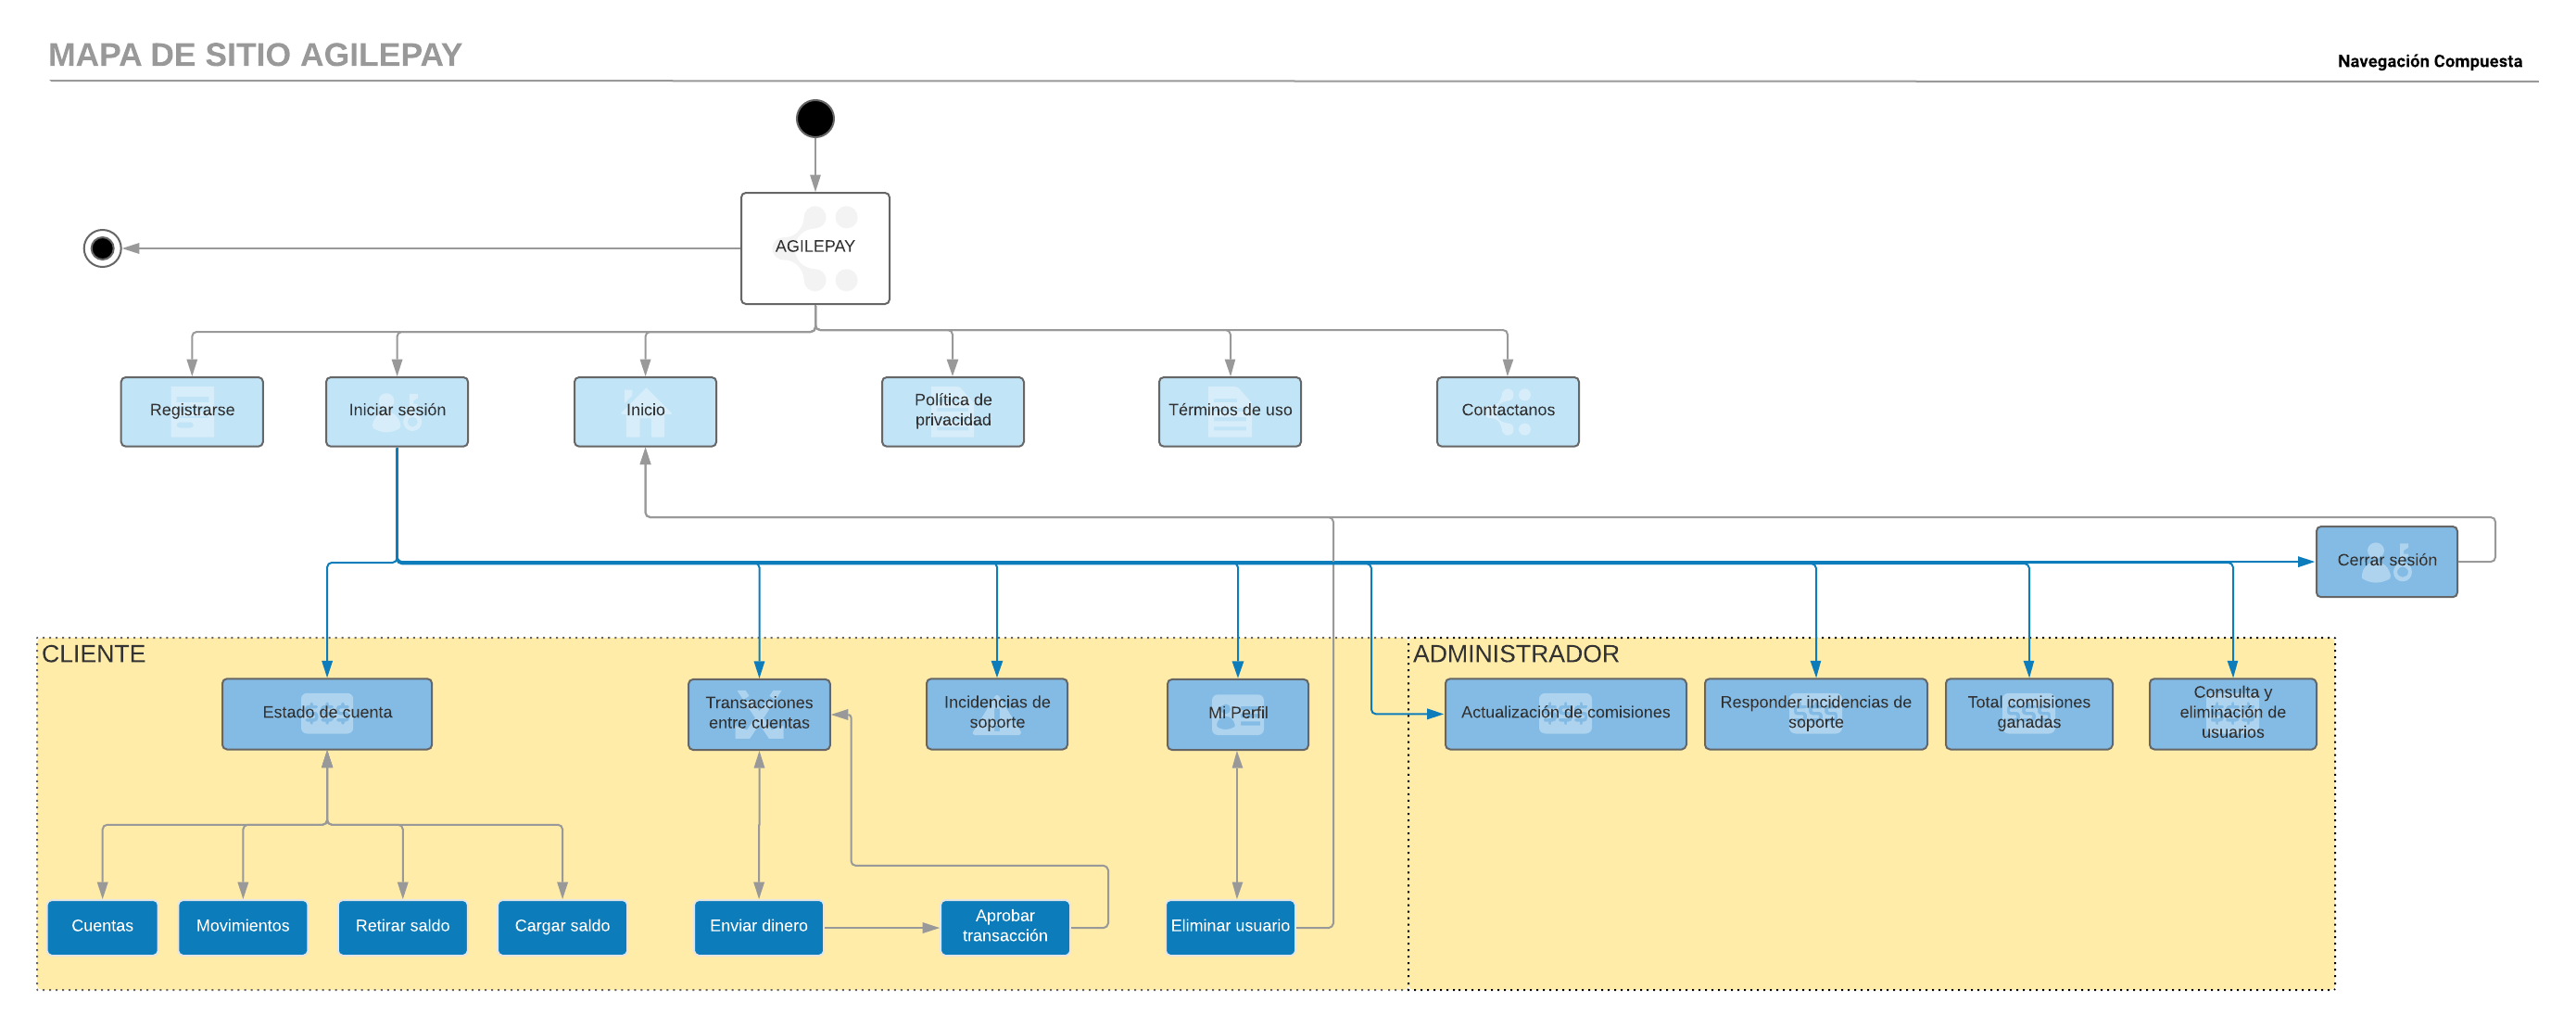 MAPA DE SITIO AGILEPAY
Navegación Compuesta
AGILEPAY
Registrarse
Iniciar sesión
Inicio
Política de
privacidad
Términos de uso
Contactanos
Cerrar sesión
CLIENTE
ADMINISTRADOR
Estado de cuenta
Transacciones
entre cuentas
Incidencias de
soporte
Mi Perfil
Actualización de comisiones
Responder incidencias de
soporte
Total comisiones
ganadas
Consulta y
eliminación de
usuarios
Cuentas
Movimientos
Retirar saldo
Cargar saldo
Enviar dinero
Aprobar
transacción
Eliminar usuario